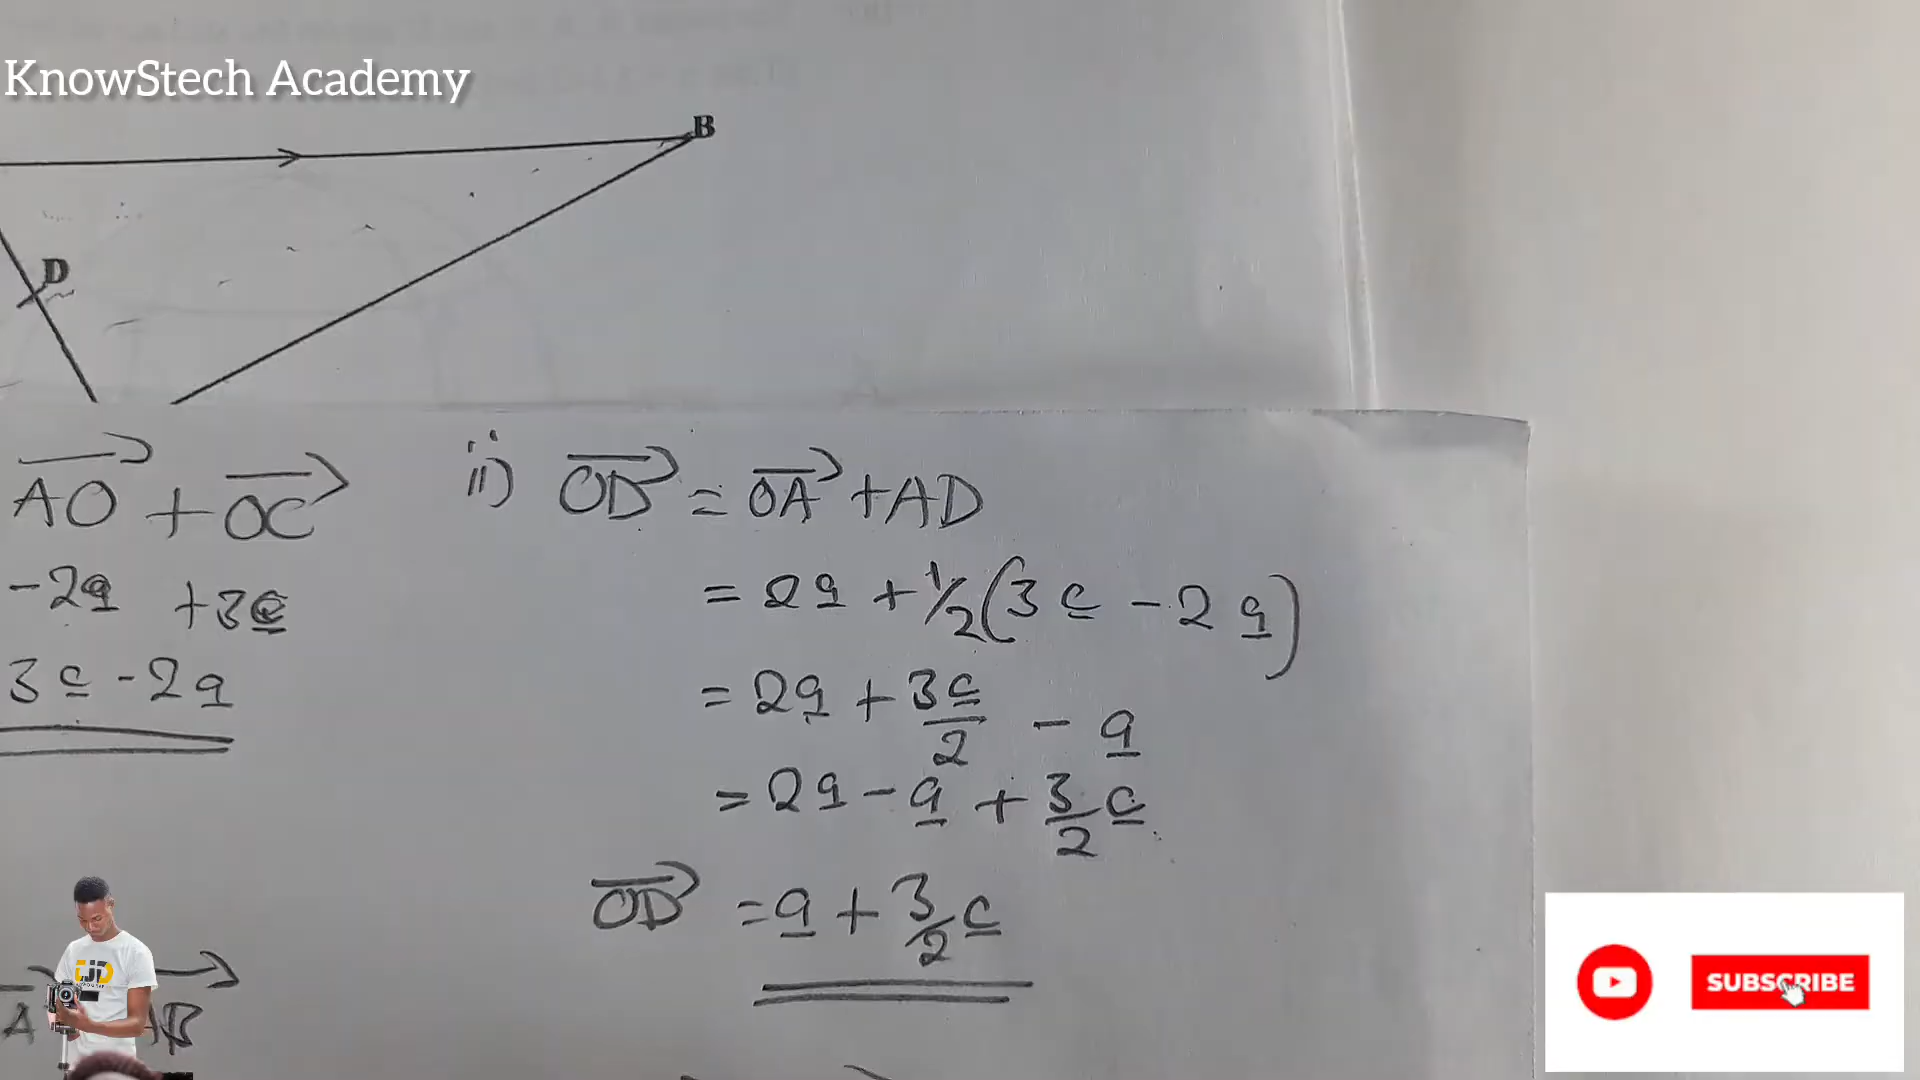 KnowStech Academy
B
D
AO + OC
-2a + 3c
3c - 2a
ii) OD = OA + AD
= 2a + 1/2(3c - 2a)
= 2a + 3c/2 - a
= 2a - a + 3/2 c
OD = a + 3/2 c
A AB
SUBSCRIBE